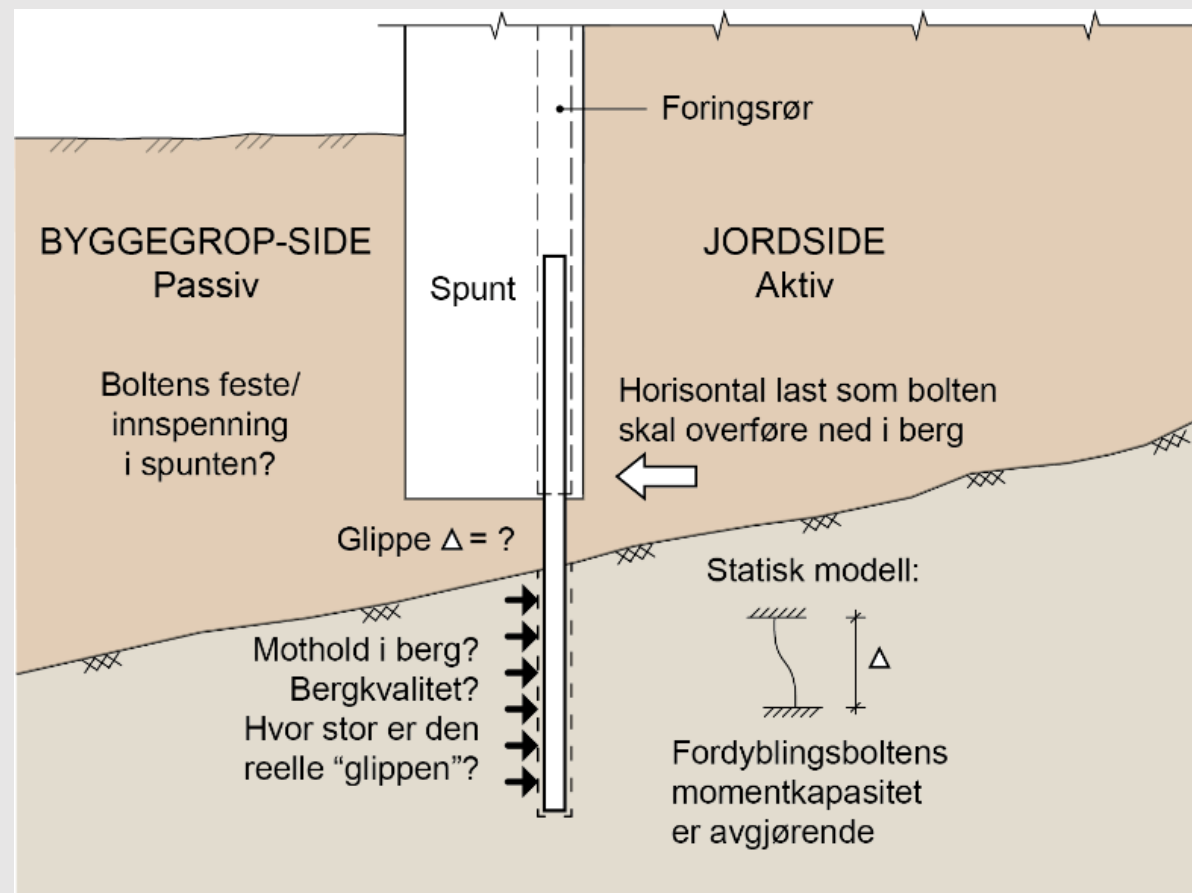 Foringsrør
BYGGEGROP-SIDE
Passiv
Spunt
JORDSIDE
Aktiv
Boltens feste/
innspenning
i spunten?
Horisontal last som bolten
skal overføre ned i berg
Glippe Δ = ?
Mothold i berg?
Bergkvalitet?
Hvor stor er den
reelle “glippen”?
Statisk modell:
Δ
Fordyblingsboltens
momentkapasitet
er avgjørende